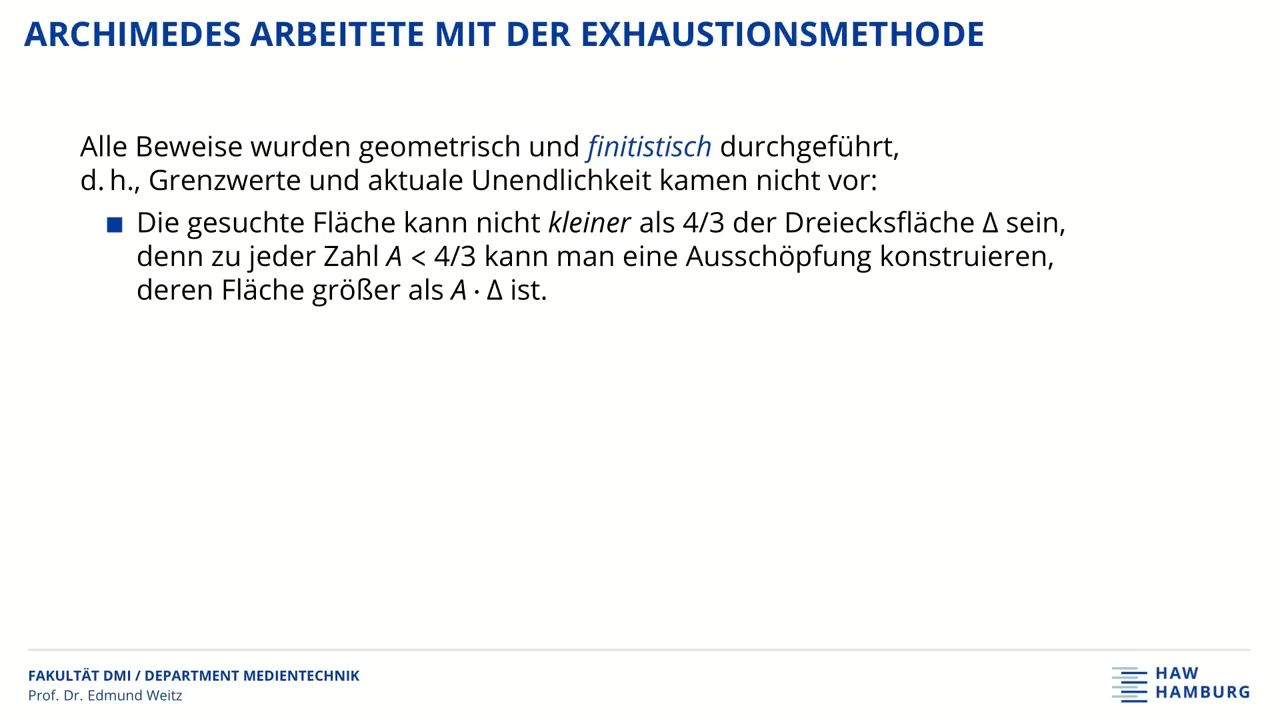 ARCHIMEDES ARBEITETE MIT DER EXHAUSTIONSMETHODE
Alle Beweise wurden geometrisch und finitistisch durchgeführt,
d. h., Grenzwerte und aktuale Unendlichkeit kamen nicht vor:
■ Die gesuchte Fläche kann nicht kleiner als 4/3 der Dreiecksfläche Δ sein,
denn zu jeder Zahl A < 4/3 kann man eine Ausschöpfung konstruieren,
deren Fläche größer als A · Δ ist.
FAKULTÄT DMI / DEPARTMENT MEDIENTECHNIK
Prof. Dr. Edmund Weitz
HAW
HAMBURG